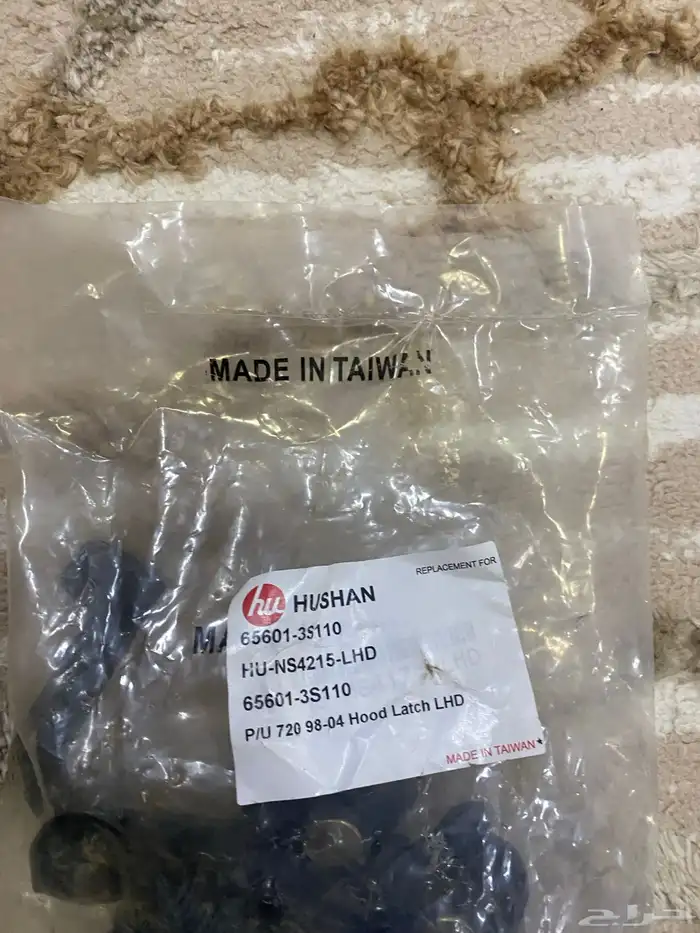 MADE IN TAIWAN
REPLACEMENT FOR
hu HUSHAN
MA
65601-3S110
HU-NS4215-LHD
65601-3S110
P/U 720 98-04 Hood Latch LHD
MADE IN TAIWAN*
حراج